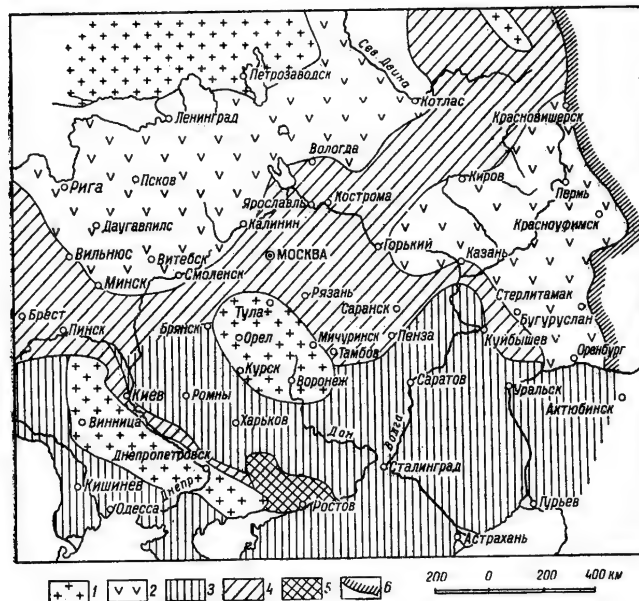 Петрозаводск
Сев Двина
Котлас
Ленинград
Красновишерск
Вологда
Киров
Пермь
Рига
Псков
Ярославль
Кострома
Красноуфимск
Даугавпилс
Калинин
Горький
Казань
Вильнюс
Витебск
МОСКВА
Смоленск
Минск
Рязань
Стерлитамак
Саранск
Бугуруслан
Брест
Тула
Пинск
Брянск
Орел
Мичуринск
Пенза
Куйбышев
Оренбург
Тамбов
Курск
Киев
Воронеж
Саратов
Уральск
Ромны
Актюбинск
Винница
Харьков
Дон
Волга
Днепропетровск
Сталинград
Кишинев
Днепр
Ростов
Гурьев
Одесса
Астрахань
1 2 3 4 5 6 200 0 200 400 км